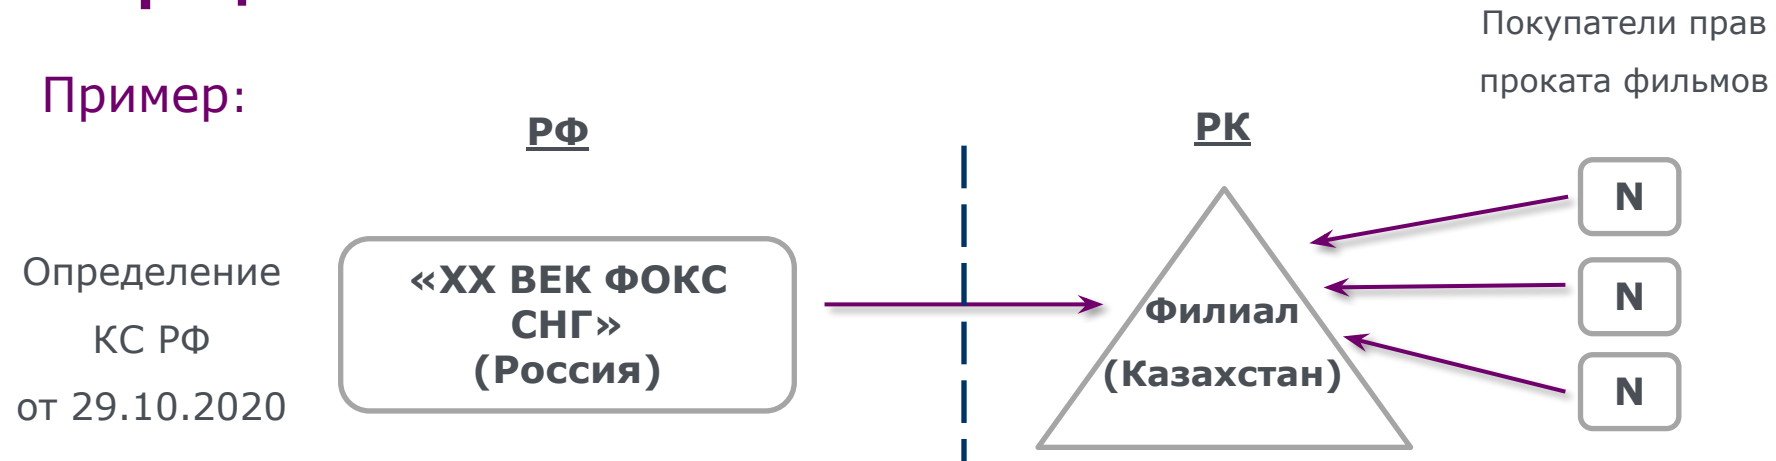 Покупатели прав
проката фильмов
Пример:
РФ
РК
Определение
КС РФ
от 29.10.2020
«XX ВЕК ФОКС
СНГ»
(Россия)
Филиал
(Казахстан)
N
N
N